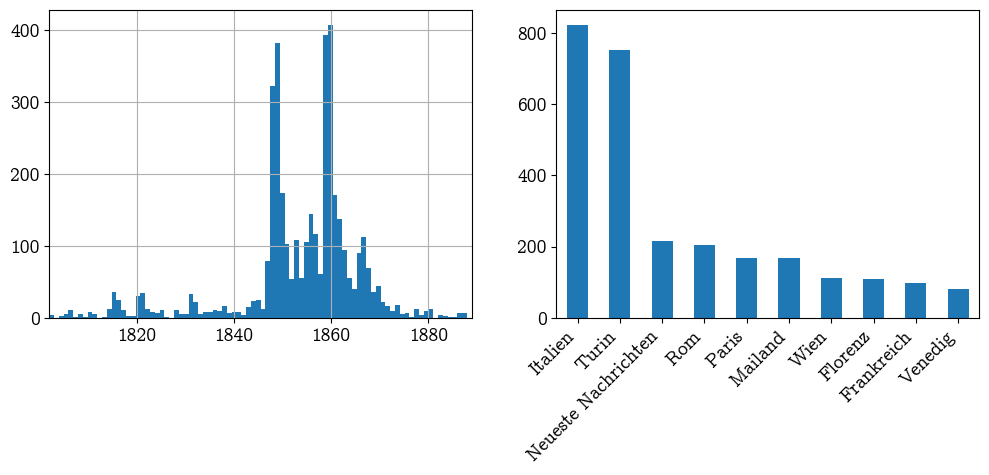 400
300
200
100
0
1820 1840 1860 1880
800
600
400
200
0
Italien
Turin
Neueste Nachrichten
Rom
Paris
Mailand
Wien
Florenz
Frankreich
Venedig